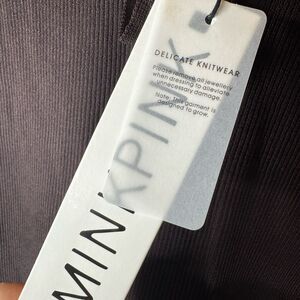 DELICATE KNITWEAR
Please remove all jewellery
when dressing to alleviate
unnecessary damage.
Note: this garment is
designed to grow.
MINKPINK